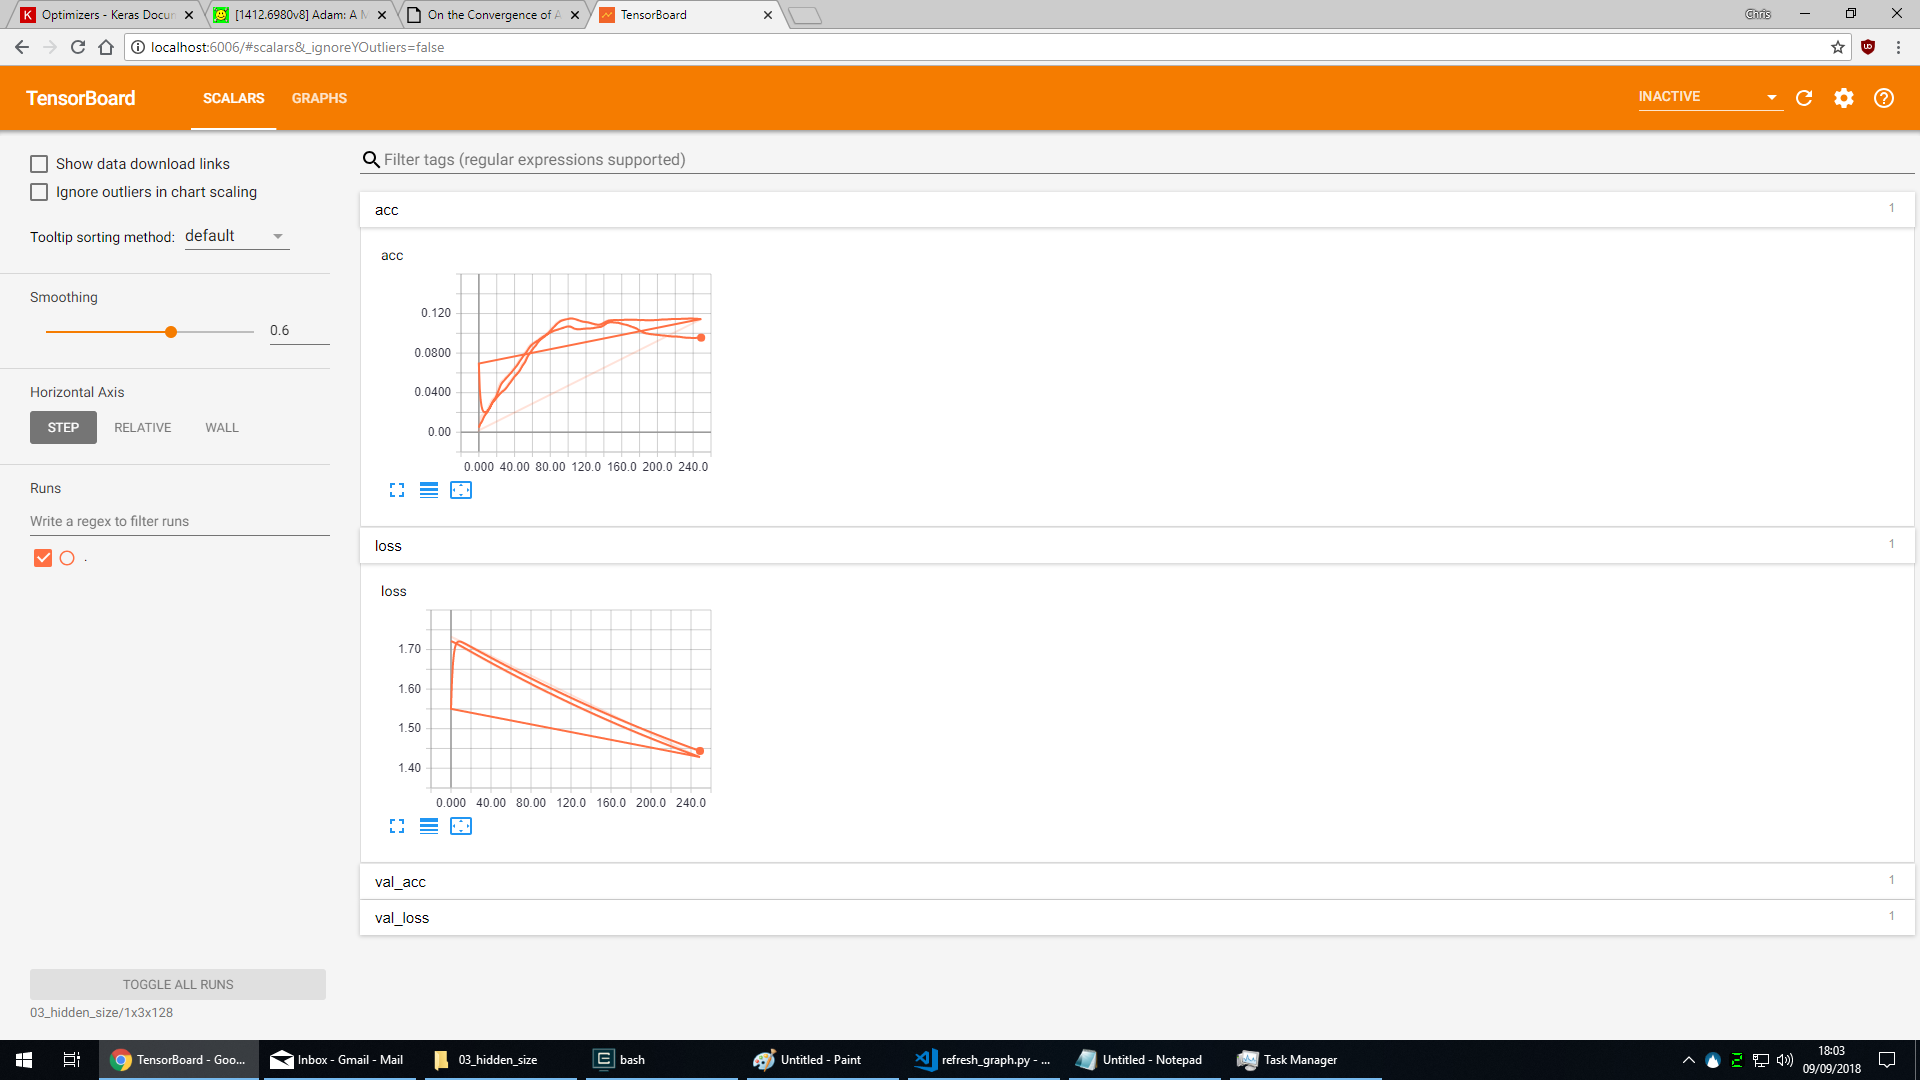 Optimizers - Keras Docum
[1412.6980v8] Adam: A M
On the Convergence of A
TensorBoard
Chris
localhost:6006/#scalars&_ignoreYOutliers=false
TensorBoard
SCALARS
GRAPHS
INACTIVE
Show data download links
Ignore outliers in chart scaling
Tooltip sorting method: default
Smoothing
0.6
Horizontal Axis
STEP
RELATIVE
WALL
Runs
Write a regex to filter runs
.
TOGGLE ALL RUNS
03_hidden_size/1x3x128
Filter tags (regular expressions supported)
acc
1
acc
0.120
0.0800
0.0400
0.00
0.000 40.00 80.00 120.0 160.0 200.0 240.0
loss
1
loss
1.70
1.60
1.50
1.40
0.000 40.00 80.00 120.0 160.0 200.0 240.0
val_acc
1
val_loss
1
TensorBoard - Goo...
Inbox - Gmail - Mail
03_hidden_size
bash
Untitled - Paint
refresh_graph.py - ...
Untitled - Notepad
Task Manager
18:03
09/09/2018